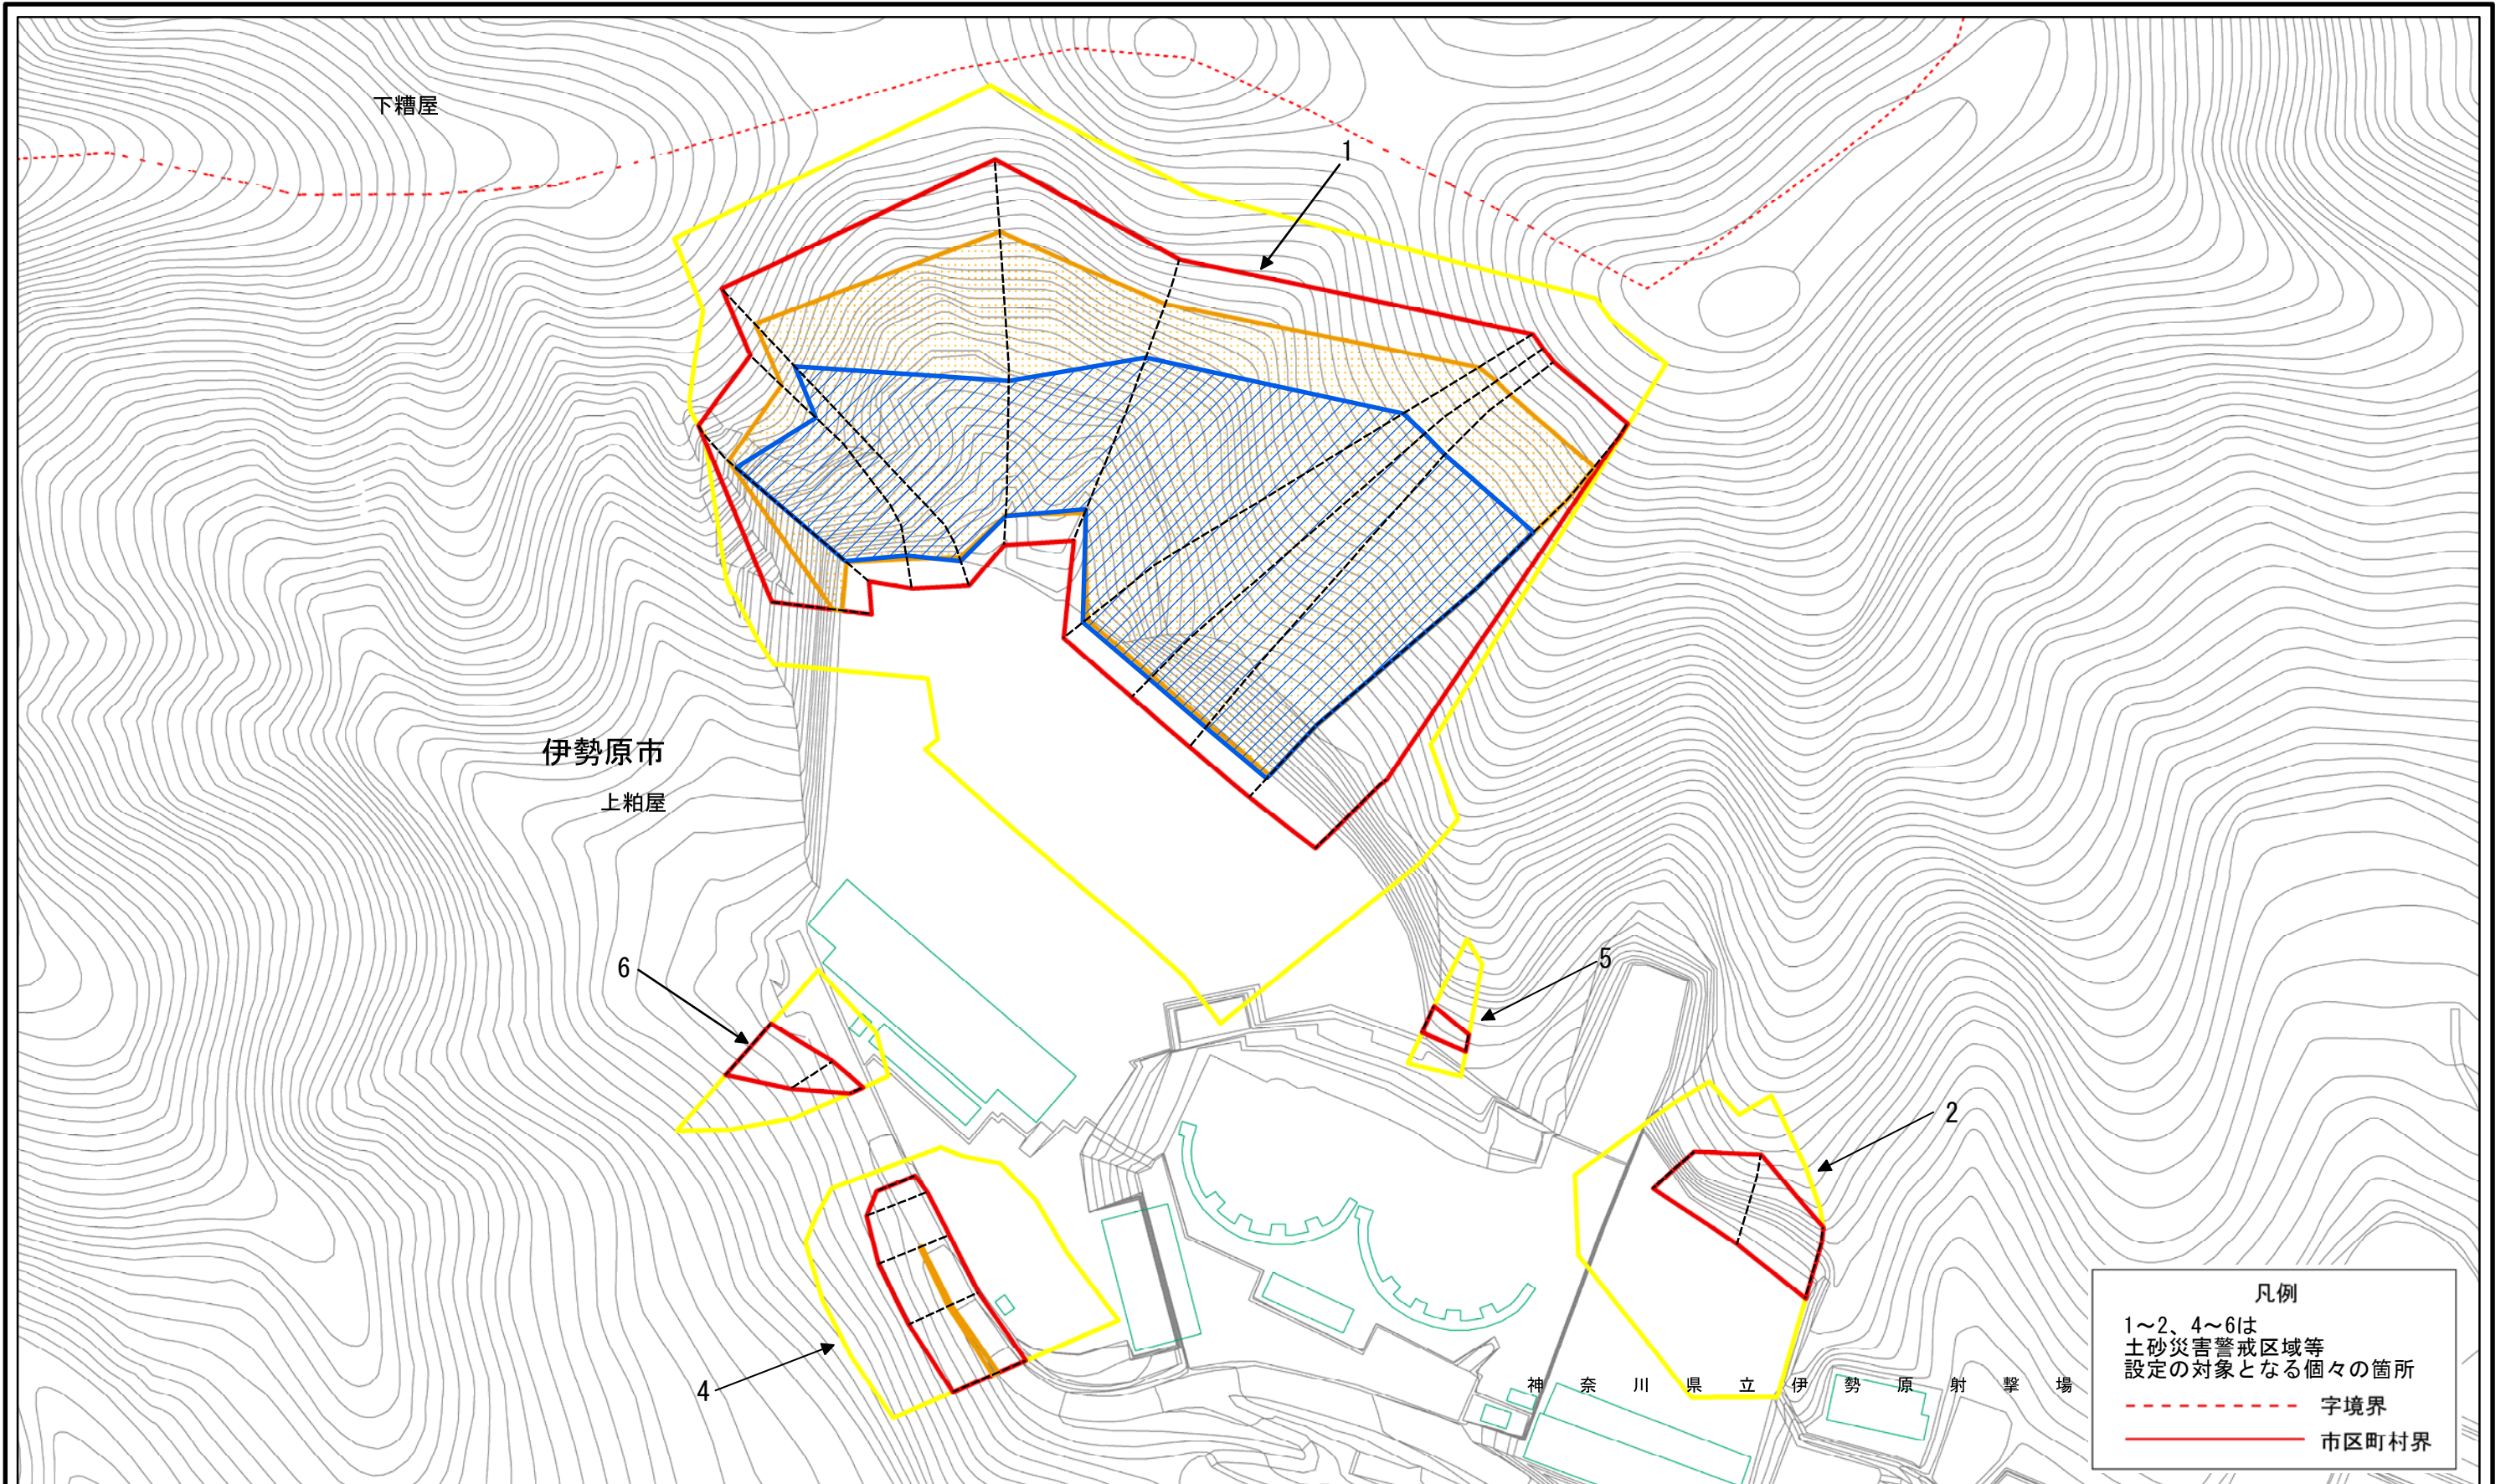 下糟屋
1
伊勢原市
上粕屋
6
5
2
4
神奈川県立伊勢原射撃場
凡例
1～2、4～6は
土砂災害警戒区域等
設定の対象となる個々の箇所
字境界
市区町村界